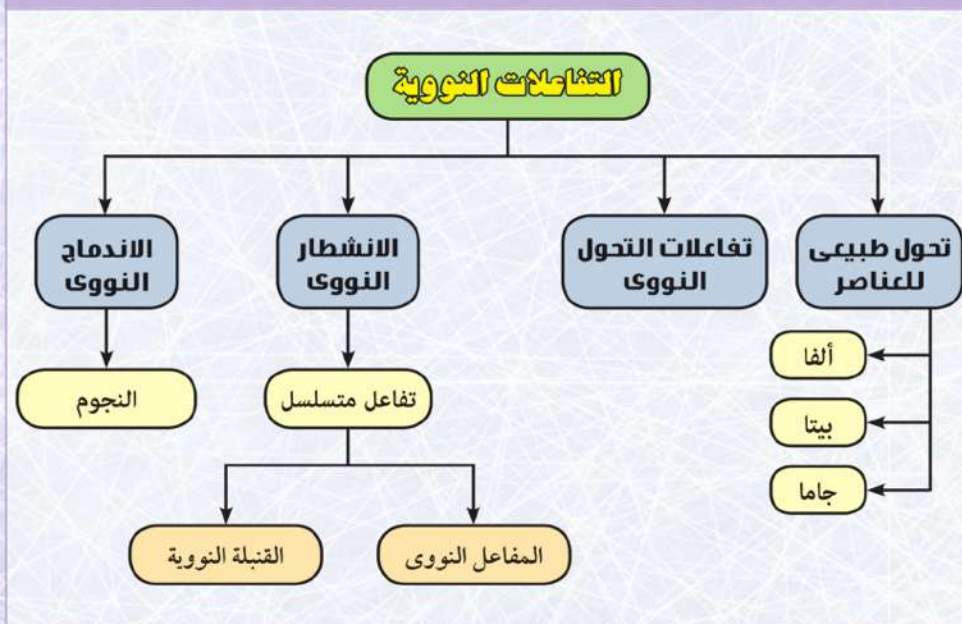 التفاعلات النووية
تحول طبيعى
للعناصر
تفاعلات التحول
النووى
الانشطار
النووى
الاندماج
النووى
ألفا
بيتا
جاما
تفاعل متسلسل
النجوم
المفاعل النووى
القنبلة النووية